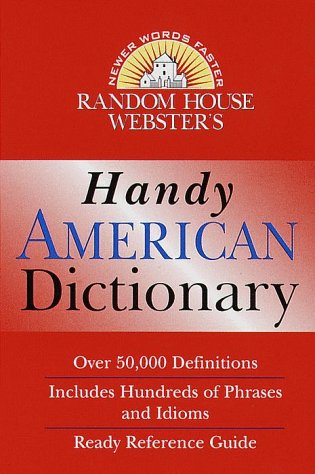 NEWER WORDS FASTER
RANDOM HOUSE
WEBSTER'S
Handy
AMERICAN
Dictionary
Over 50,000 Definitions
Includes Hundreds of Phrases
and Idioms
Ready Reference Guide